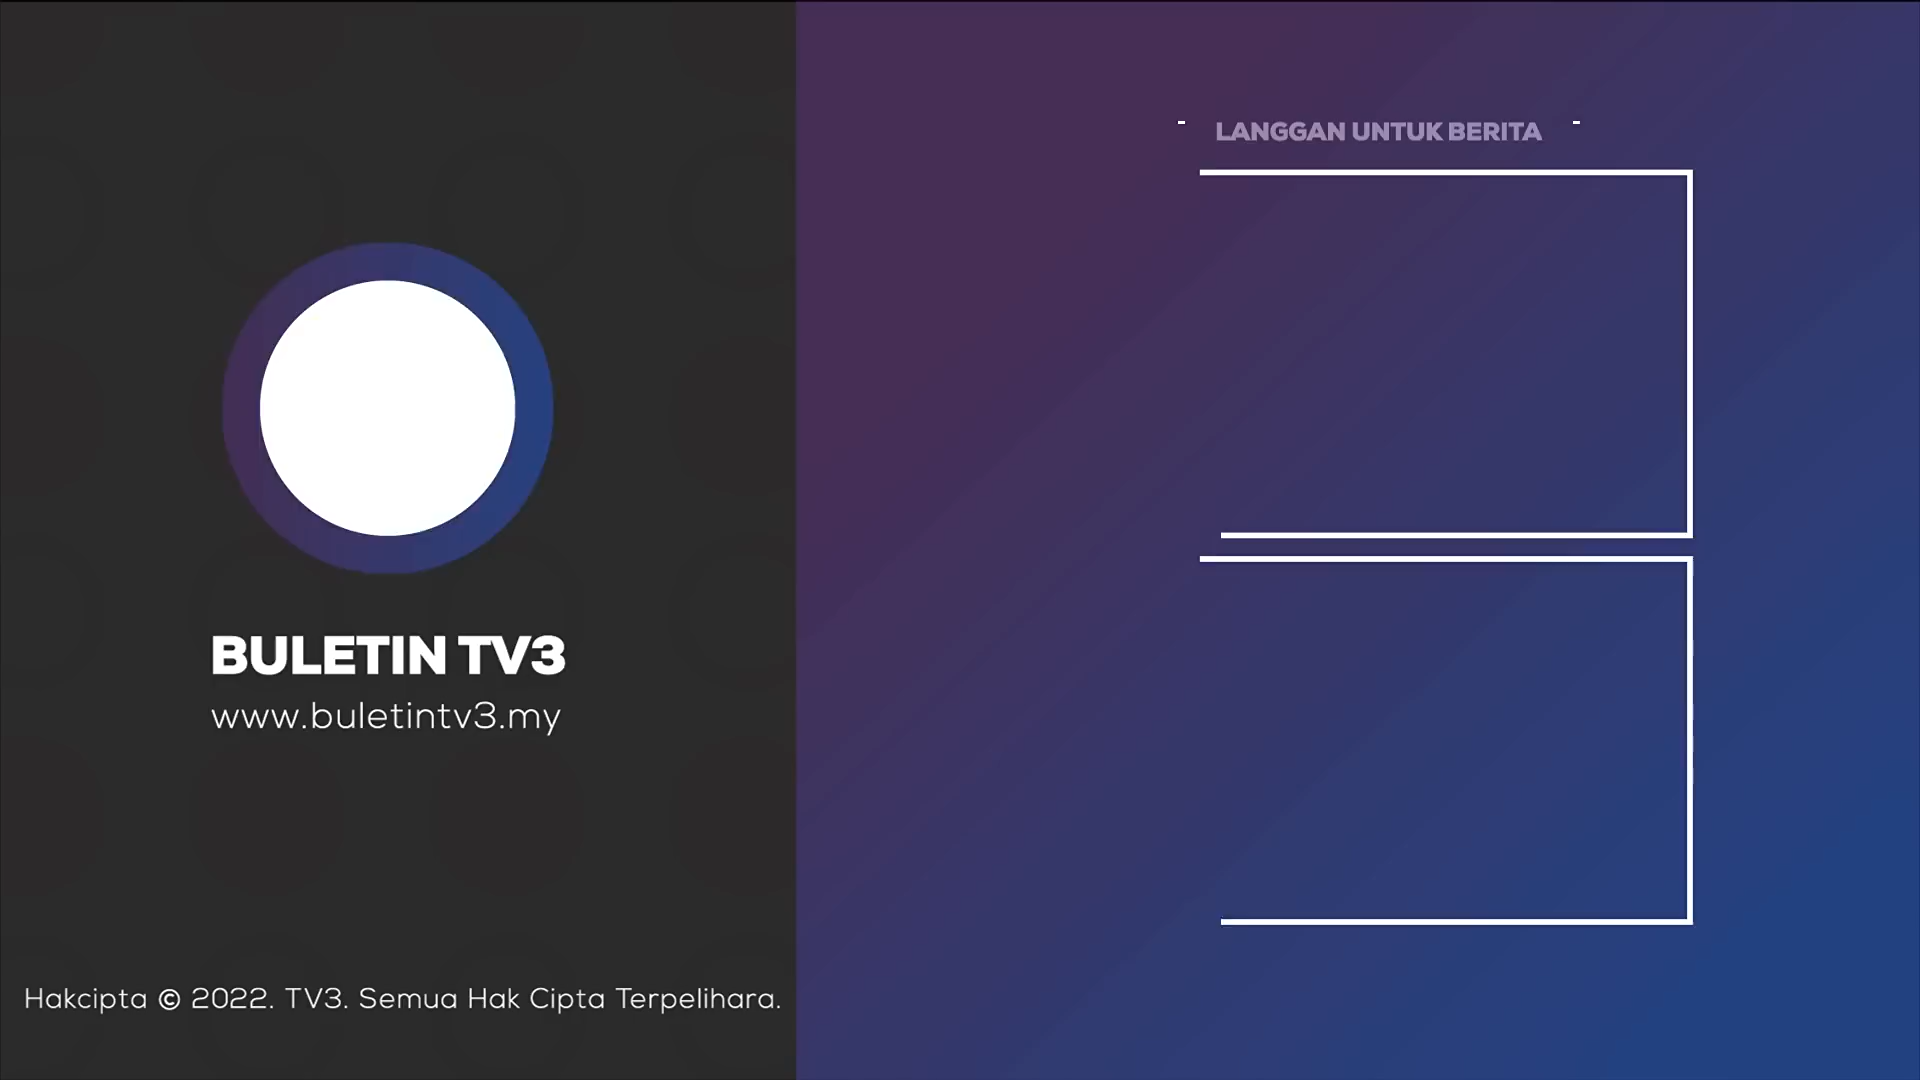 LANGGAN UNTUK BERITA
BULETIN TV3
www.buletintv3.my
Hakcipta © 2022. TV3. Semua Hak Cipta Terpelihara.